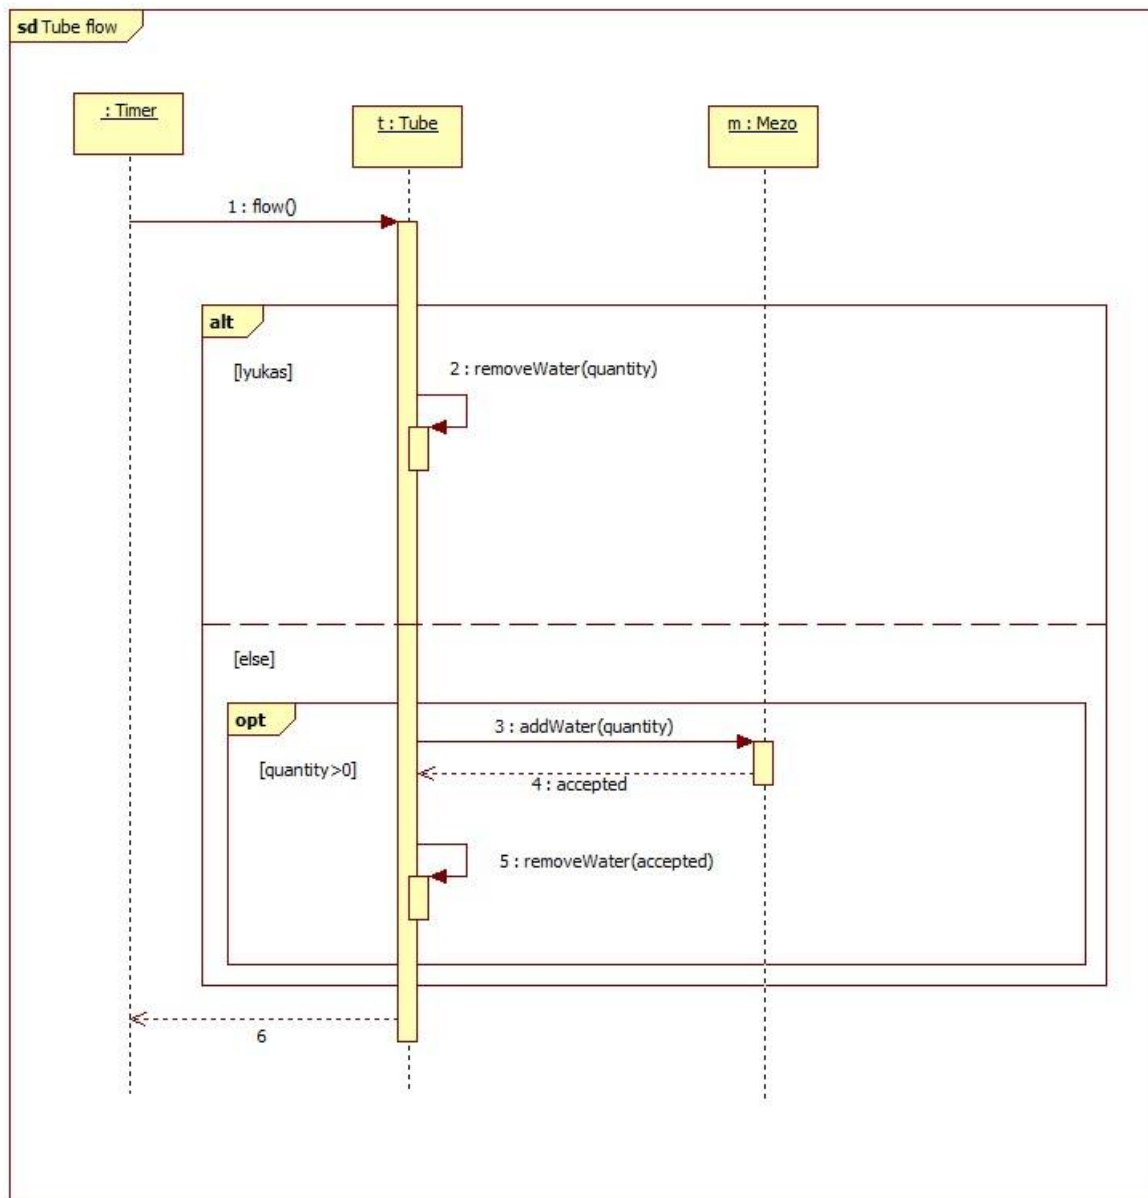 sd Tube flow
: Timer
t : Tube
m : Mezo
1 : flow()
alt
[lyukas]
2 : removeWater(quantity)
[else]
opt
3 : addWater(quantity)
[quantity>0]
4 : accepted
5 : removeWater(accepted)
6